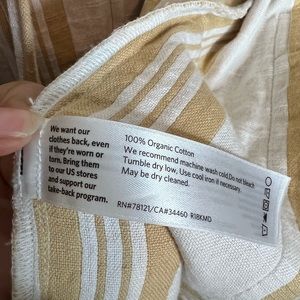 We want our
clothes back, even
if they're worn or
torn. Bring them
to our US stores
and support our
take-back program.
100% Organic Cotton
We recommend machine wash cold.Do not bleach
Tumble dry low. Use cool iron if necessary.
May be dry cleaned.
RN#78121/CA#34460 R18KMD